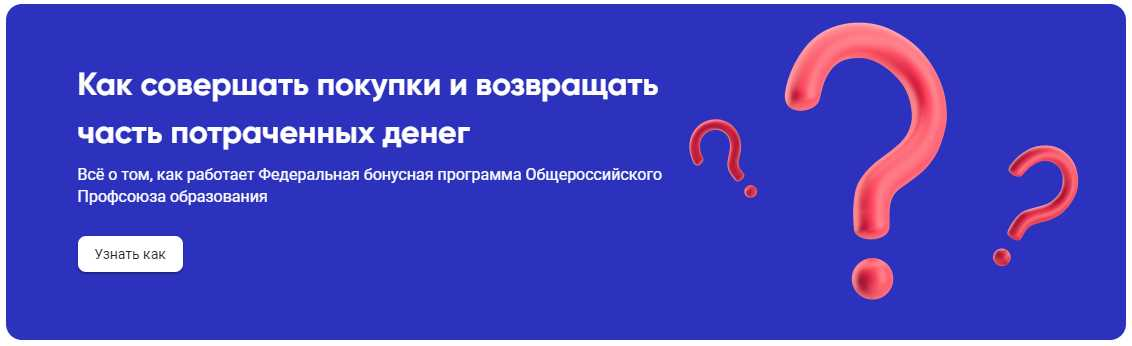 Как совершать покупки и возвращать
часть потраченных денег
Всё о том, как работает Федеральная бонусная программа Общероссийского
Профсоюза образования
Узнать как